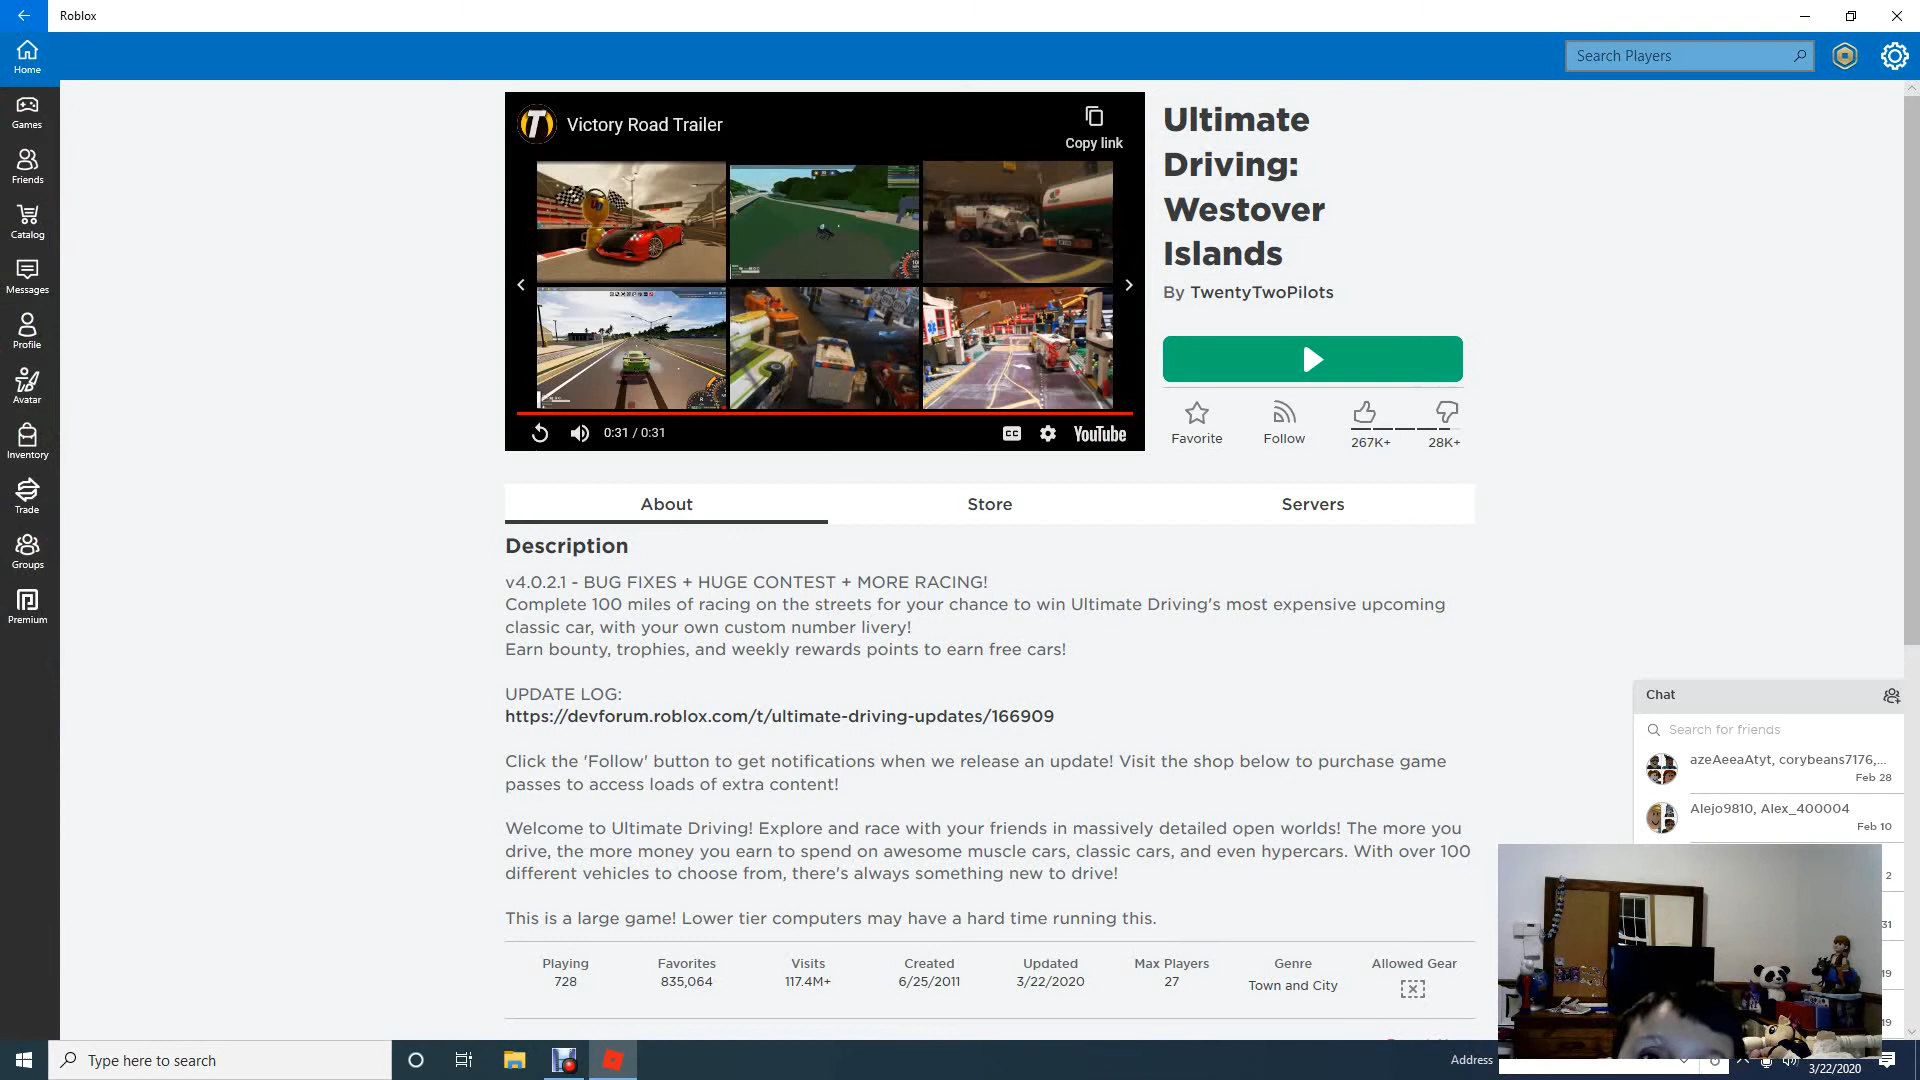 Roblox
Home
Search Players
Games
Friends
Catalog
Messages
Profile
Avatar
Inventory
Trade
Groups
Premium
T
Victory Road Trailer
Copy link
0:31 / 0:31
CC
YouTube
Ultimate
Driving:
Westover
Islands
By TwentyTwoPilots
Favorite
Follow
267K+
28K+
About
Store
Servers
Description
v4.0.2.1 - BUG FIXES + HUGE CONTEST + MORE RACING!
Complete 100 miles of racing on the streets for your chance to win Ultimate Driving's most expensive upcoming
classic car, with your own custom number livery!
Earn bounty, trophies, and weekly rewards points to earn free cars!
UPDATE LOG:
https://devforum.roblox.com/t/ultimate-driving-updates/166909
Click the 'Follow' button to get notifications when we release an update! Visit the shop below to purchase game
passes to access loads of extra content!
Welcome to Ultimate Driving! Explore and race with your friends in massively detailed open worlds! The more you
drive, the more money you earn to spend on awesome muscle cars, classic cars, and even hypercars. With over 100
different vehicles to choose from, there's always something new to drive!
This is a large game! Lower tier computers may have a hard time running this.
Playing
728
Favorites
835,064
Visits
117.4M+
Created
6/25/2011
Updated
3/22/2020
Max Players
27
Genre
Town and City
Allowed Gear
Chat
Search for friends
azeAeeaAtyt, corybeans7176,...
Feb 28
Alejo9810, Alex_400004
Feb 10
2
31
19
19
Type here to search
Address
3/22/2020